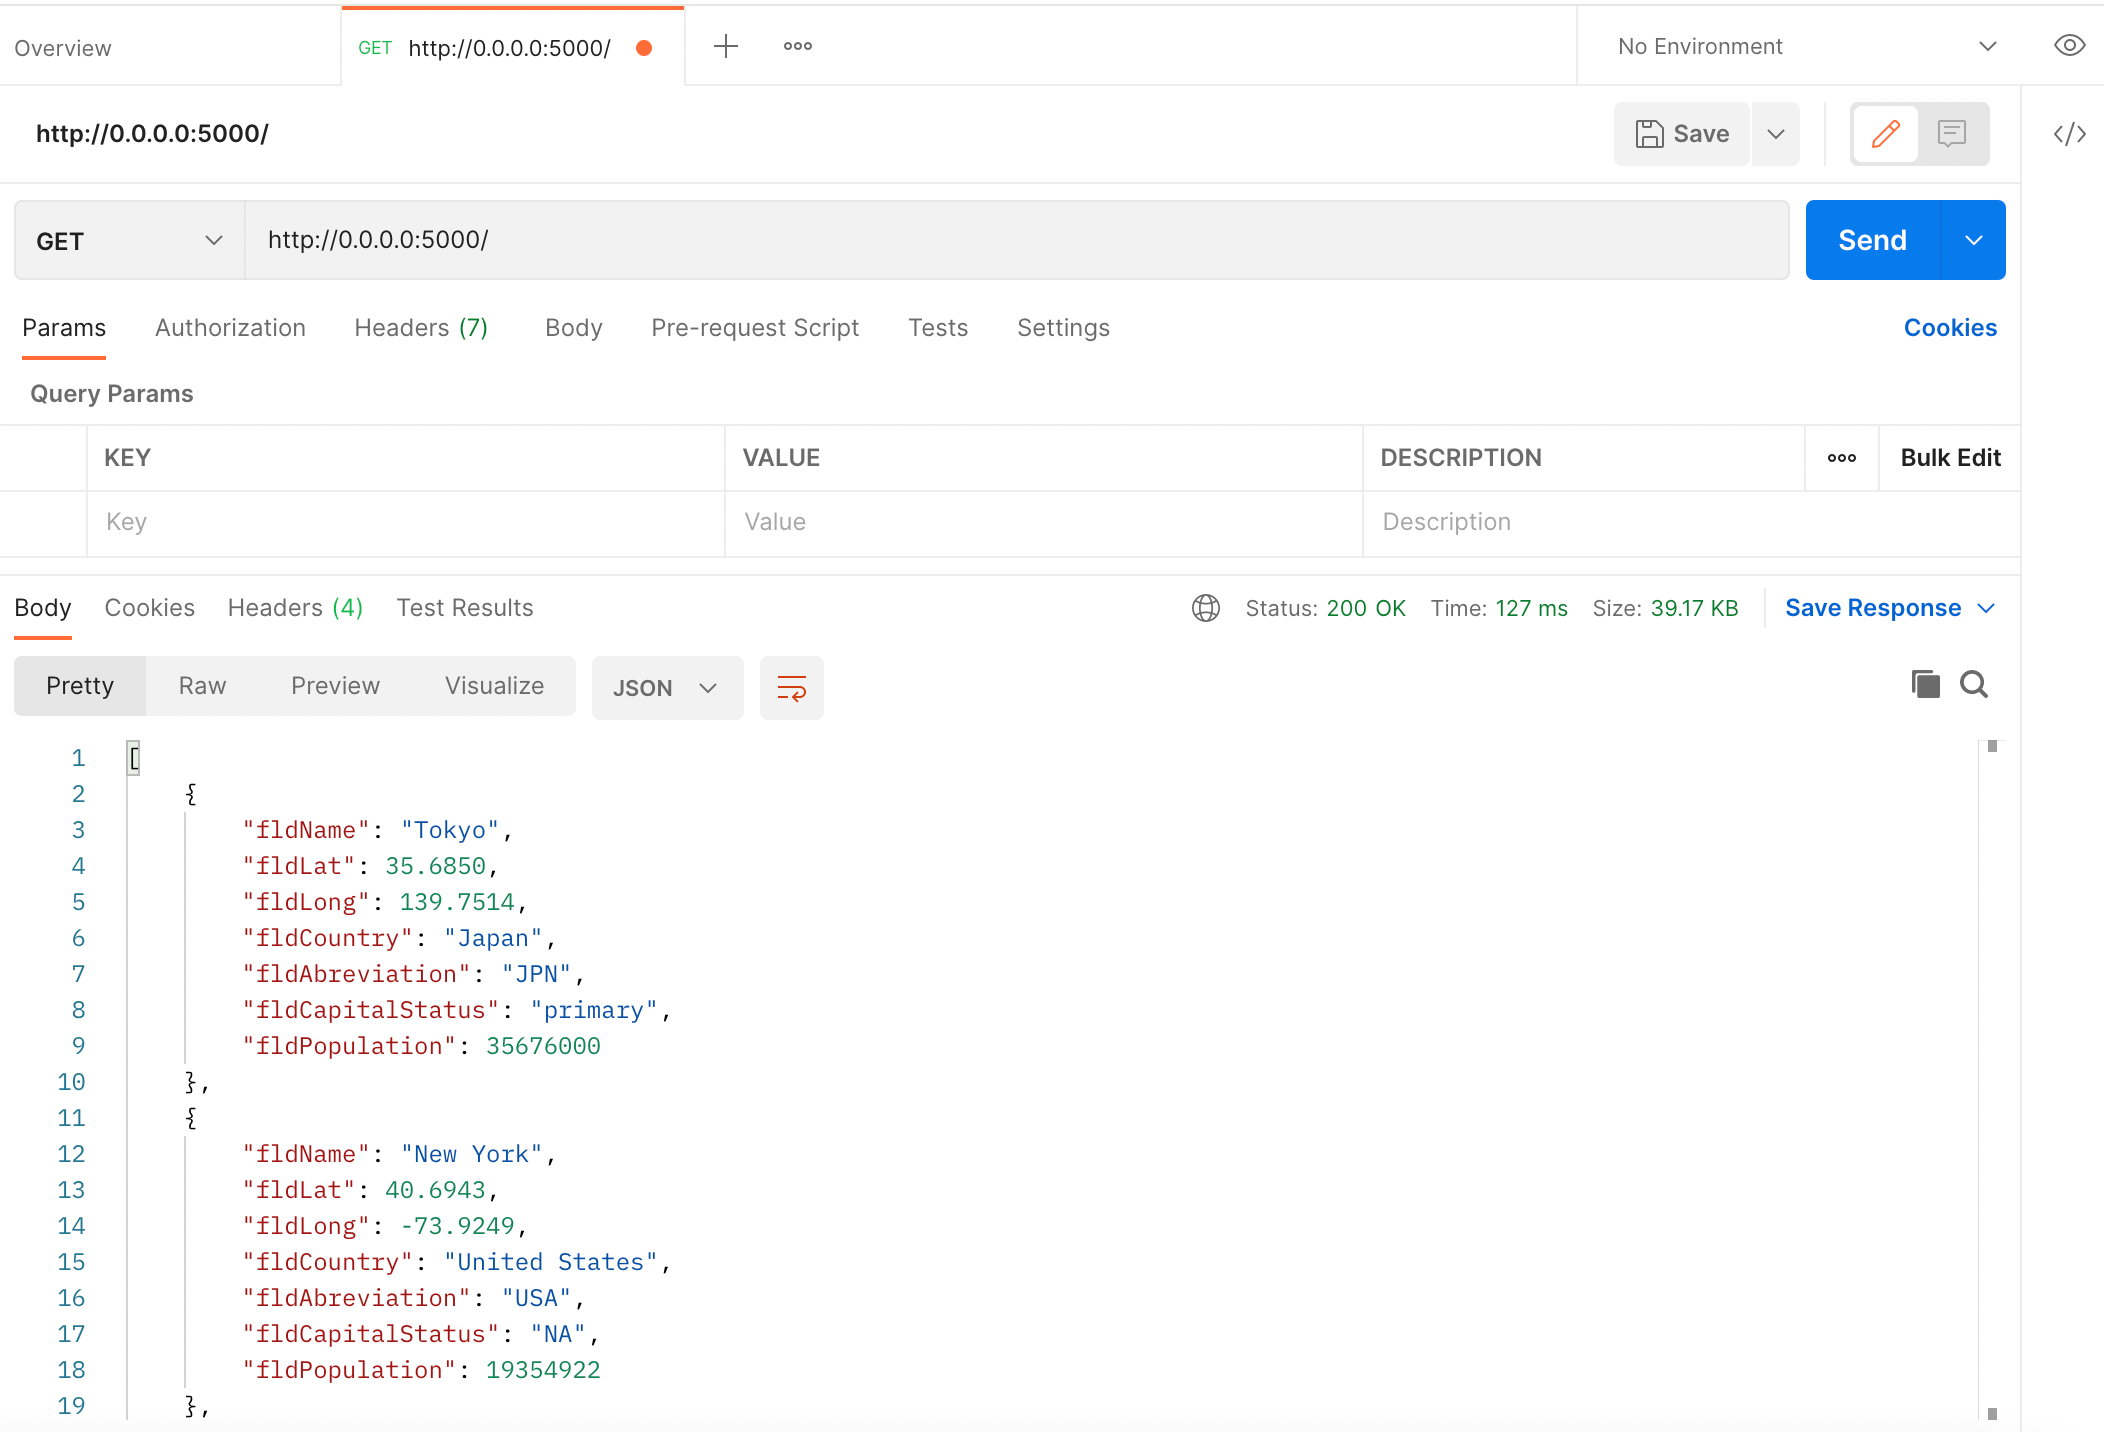 Overview
GET http://0.0.0.0:5000/
No Environment
http://0.0.0.0:5000/
Save
GET
http://0.0.0.0:5000/
Send
Params Authorization Headers (7) Body Pre-request Script Tests Settings Cookies
Query Params
KEY VALUE DESCRIPTION Bulk Edit
Key Value Description
Body Cookies Headers (4) Test Results Status: 200 OK Time: 127 ms Size: 39.17 KB Save Response
Pretty Raw Preview Visualize JSON
1 [
2 {
3 "fldName": "Tokyo",
4 "fldLat": 35.6850,
5 "fldLong": 139.7514,
6 "fldCountry": "Japan",
7 "fldAbreviation": "JPN",
8 "fldCapitalStatus": "primary",
9 "fldPopulation": 35676000
10 },
11 {
12 "fldName": "New York",
13 "fldLat": 40.6943,
14 "fldLong": -73.9249,
15 "fldCountry": "United States",
16 "fldAbreviation": "USA",
17 "fldCapitalStatus": "NA",
18 "fldPopulation": 19354922
19 },